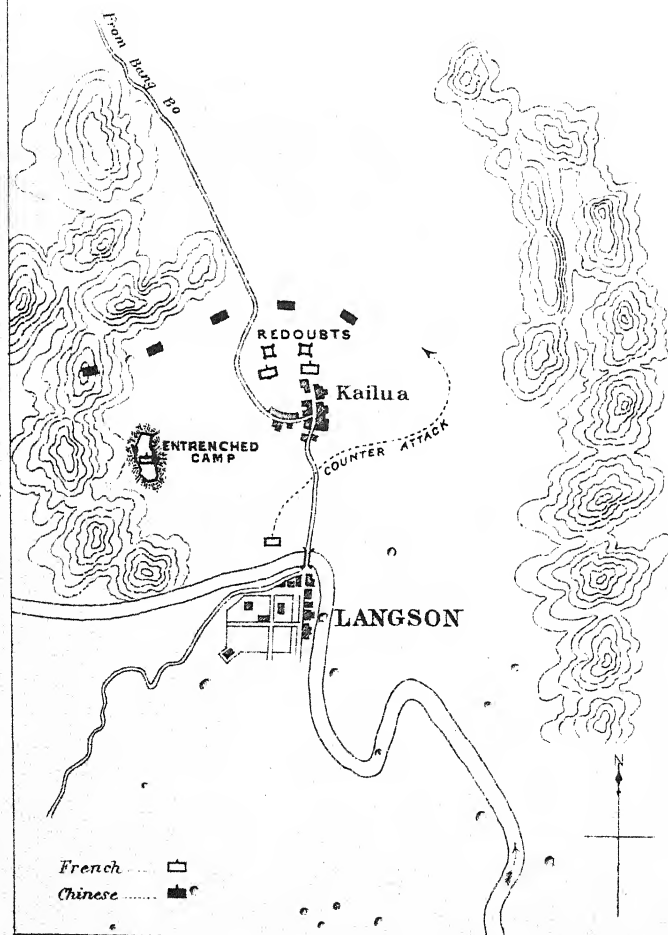 From Bang Bo
REDOUBTS
Kailua
ENTRENCHED
CAMP
COUNTER ATTACK
LANGSON
N
French
Chinese